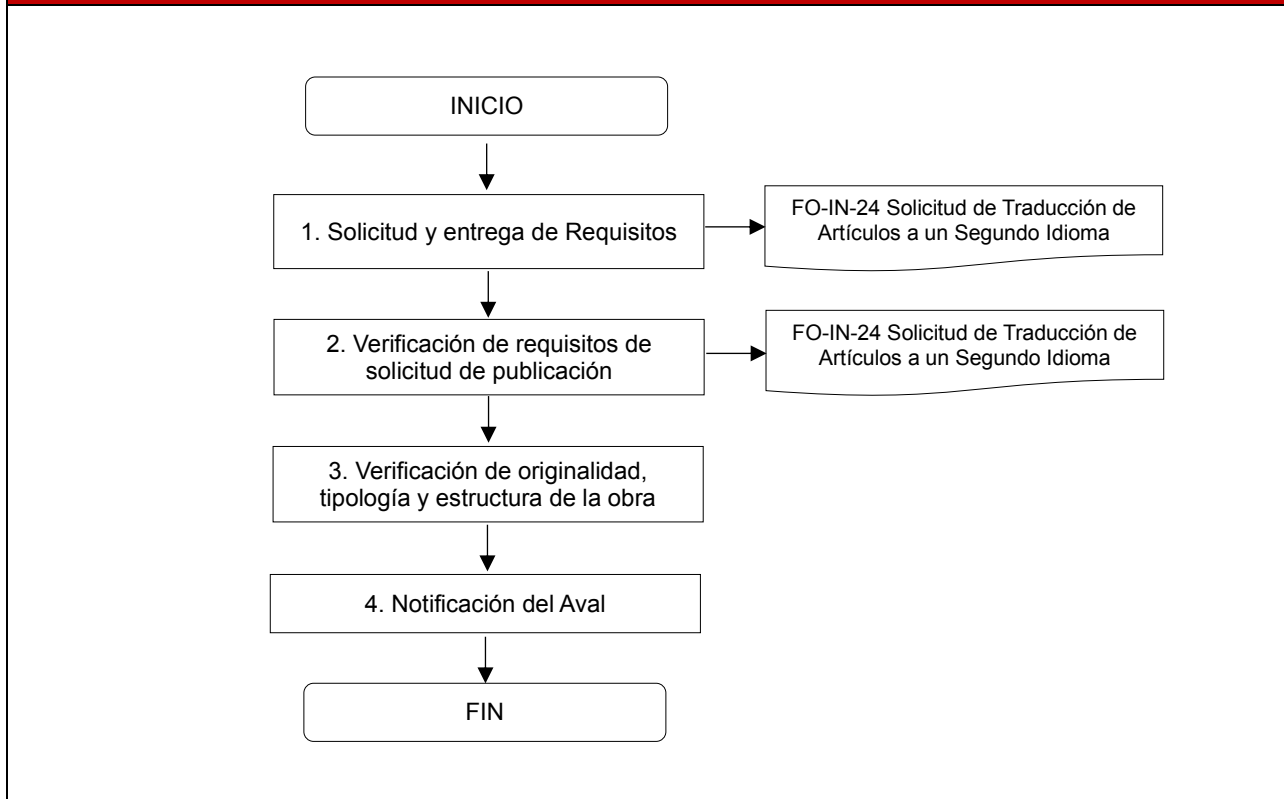 INICIO
1. Solicitud y entrega de Requisitos
FO-IN-24 Solicitud de Traducción de
Artículos a un Segundo Idioma
2. Verificación de requisitos de
solicitud de publicación
FO-IN-24 Solicitud de Traducción de
Artículos a un Segundo Idioma
3. Verificación de originalidad,
tipología y estructura de la obra
4. Notificación del Aval
FIN